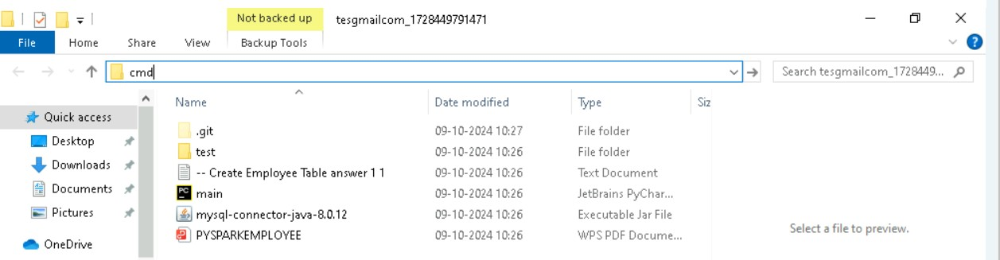 Not backed up tesgmailcom_1728449791471
File Home Share View Backup Tools
cmd Search tesgmailcom_1728449...
Name Date modified Type Siz
Quick access
Desktop
Downloads
Documents
Pictures
OneDrive
.git 09-10-2024 10:27 File folder
test 09-10-2024 10:26 File folder
-- Create Employee Table answer 1 1 09-10-2024 10:26 Text Document
PC main 09-10-2024 10:26 JetBrains PyChar...
mysql-connector-java-8.0.12 09-10-2024 10:26 Executable Jar File
PYSPARKEMPLOYEE 09-10-2024 10:26 WPS PDF Docume...
Select a file to preview.